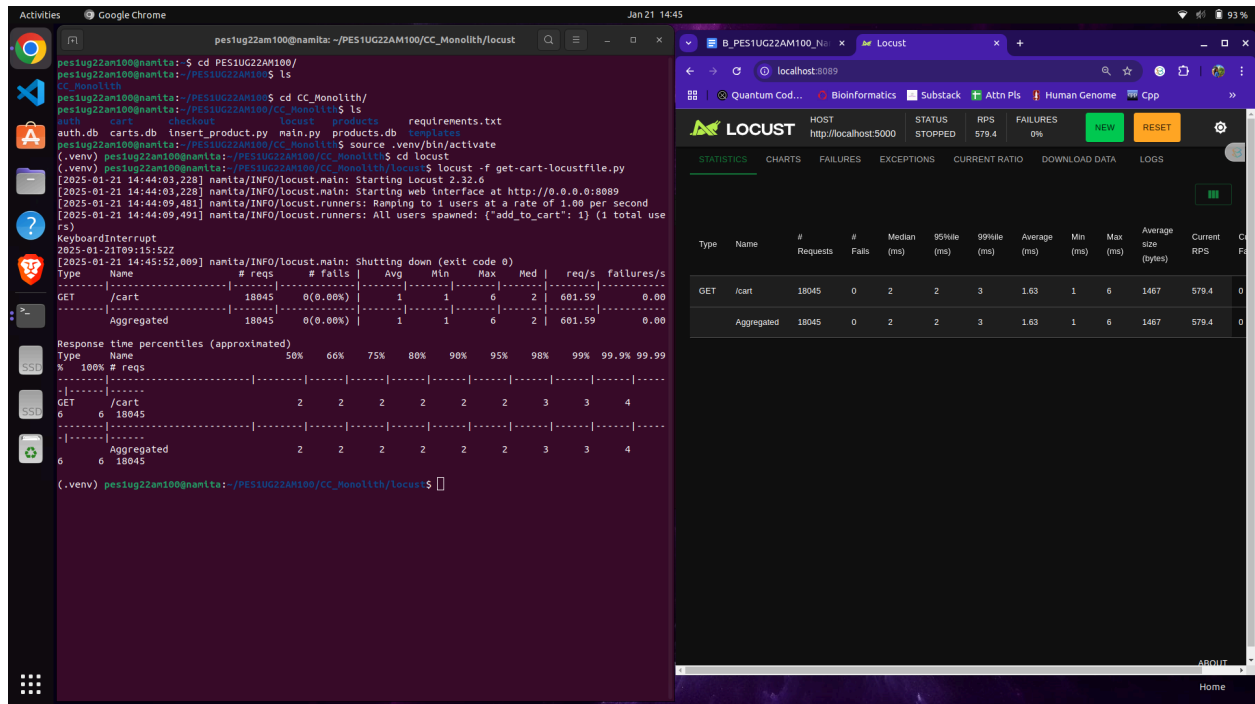 Activities Google Chrome Jan 21 14:45 93 %
pes1ug22am100@namita: ~/PES1UG22AM100/CC_Monolith/locust
pes1ug22am100@namita:~$ cd PES1UG22AM100/
pes1ug22am100@namita:~/PES1UG22AM100$ ls
CC_Monolith
pes1ug22am100@namita:~/PES1UG22AM100$ cd CC_Monolith/
pes1ug22am100@namita:~/PES1UG22AM100/CC_Monolith$ ls
auth cart checkout locust products requirements.txt
auth.db carts.db insert_product.py main.py products.db templates
pes1ug22am100@namita:~/PES1UG22AM100/CC_Monolith$ source .venv/bin/activate
(.venv) pes1ug22am100@namita:~/PES1UG22AM100/CC_Monolith$ cd locust
(.venv) pes1ug22am100@namita:~/PES1UG22AM100/CC_Monolith/locust$ locust -f get-cart-locustfile.py
[2025-01-21 14:44:03,228] namita/INFO/locust.main: Starting Locust 2.32.6
[2025-01-21 14:44:03,228] namita/INFO/locust.main: Starting web interface at http://0.0.0.0:8089
[2025-01-21 14:44:09,481] namita/INFO/locust.runners: Ramping to 1 users at a rate of 1.00 per second
[2025-01-21 14:44:09,491] namita/INFO/locust.runners: All users spawned: {"add_to_cart": 1} (1 total use
rs)
KeyboardInterrupt
2025-01-21T09:15:52Z
[2025-01-21 14:45:52,009] namita/INFO/locust.main: Shutting down (exit code 0)
Type Name # reqs # fails | Avg Min Max Med | req/s failures/s
--------|------------------------|-------|-------------|-------|-------|-------|-------|--------|-----------
GET /cart 18045 0(0.00%) | 1 1 6 2 | 601.59 0.00
--------|------------------------|-------|-------------|-------|-------|-------|-------|--------|-----------
Aggregated 18045 0(0.00%) | 1 1 6 2 | 601.59 0.00
Response time percentiles (approximated)
Type Name 50% 66% 75% 80% 90% 95% 98% 99% 99.9% 99.99
% 100% # reqs
--------|------------------------|--------|------|------|------|------|------|------|------|------|-----
-|------|------
GET /cart 2 2 2 2 2 2 3 3 4
6 6 18045
--------|------------------------|--------|------|------|------|------|------|------|------|------|-----
-|------|------
Aggregated 2 2 2 2 2 2 3 3 4
6 6 18045
(.venv) pes1ug22am100@namita:~/PES1UG22AM100/CC_Monolith/locust$
SSD
SSD
B_PES1UG22AM100_Na Locust
localhost:8089
Quantum Cod... Bioinformatics Substack Attn Pls Human Genome Cpp
LOCUST
HOST STATUS RPS FAILURES
http://localhost:5000 STOPPED 579.4 0%
NEW RESET
STATISTICS CHARTS FAILURES EXCEPTIONS CURRENT RATIO DOWNLOAD DATA LOGS
Type Name # Requests # Fails Median (ms) 95%ile (ms) 99%ile (ms) Average (ms) Min (ms) Max (ms) Average size (bytes) Current RPS
GET /cart 18045 0 2 2 3 1.63 1 6 1467 579.4 0
Aggregated 18045 0 2 2 3 1.63 1 6 1467 579.4 0
ABOUT
Home